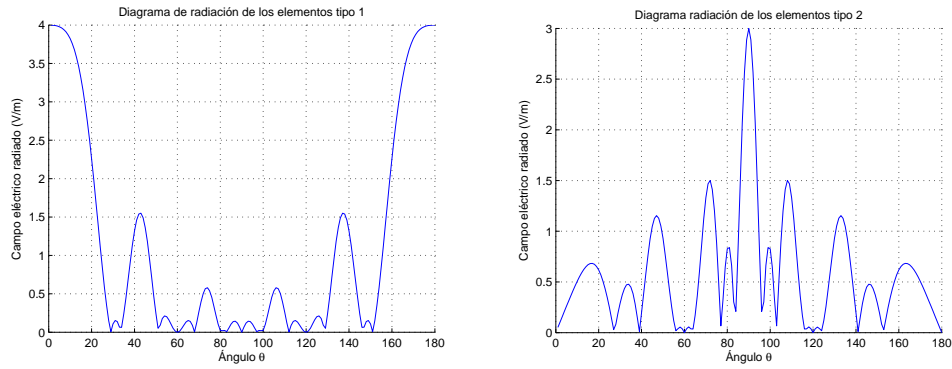 Diagrama de radiación de los elementos tipo 1
Campo eléctrico radiado (V/m)
4
3.5
3
2.5
2
1.5
1
0.5
0
0 20 40 60 80 100 120 140 160 180
Ángulo θ
Diagrama radiación de los elementos tipo 2
Campo eléctrico radiado (V/m)
3
2.5
2
1.5
1
0.5
0
0 20 40 60 80 100 120 140 160 180
Ángulo θ